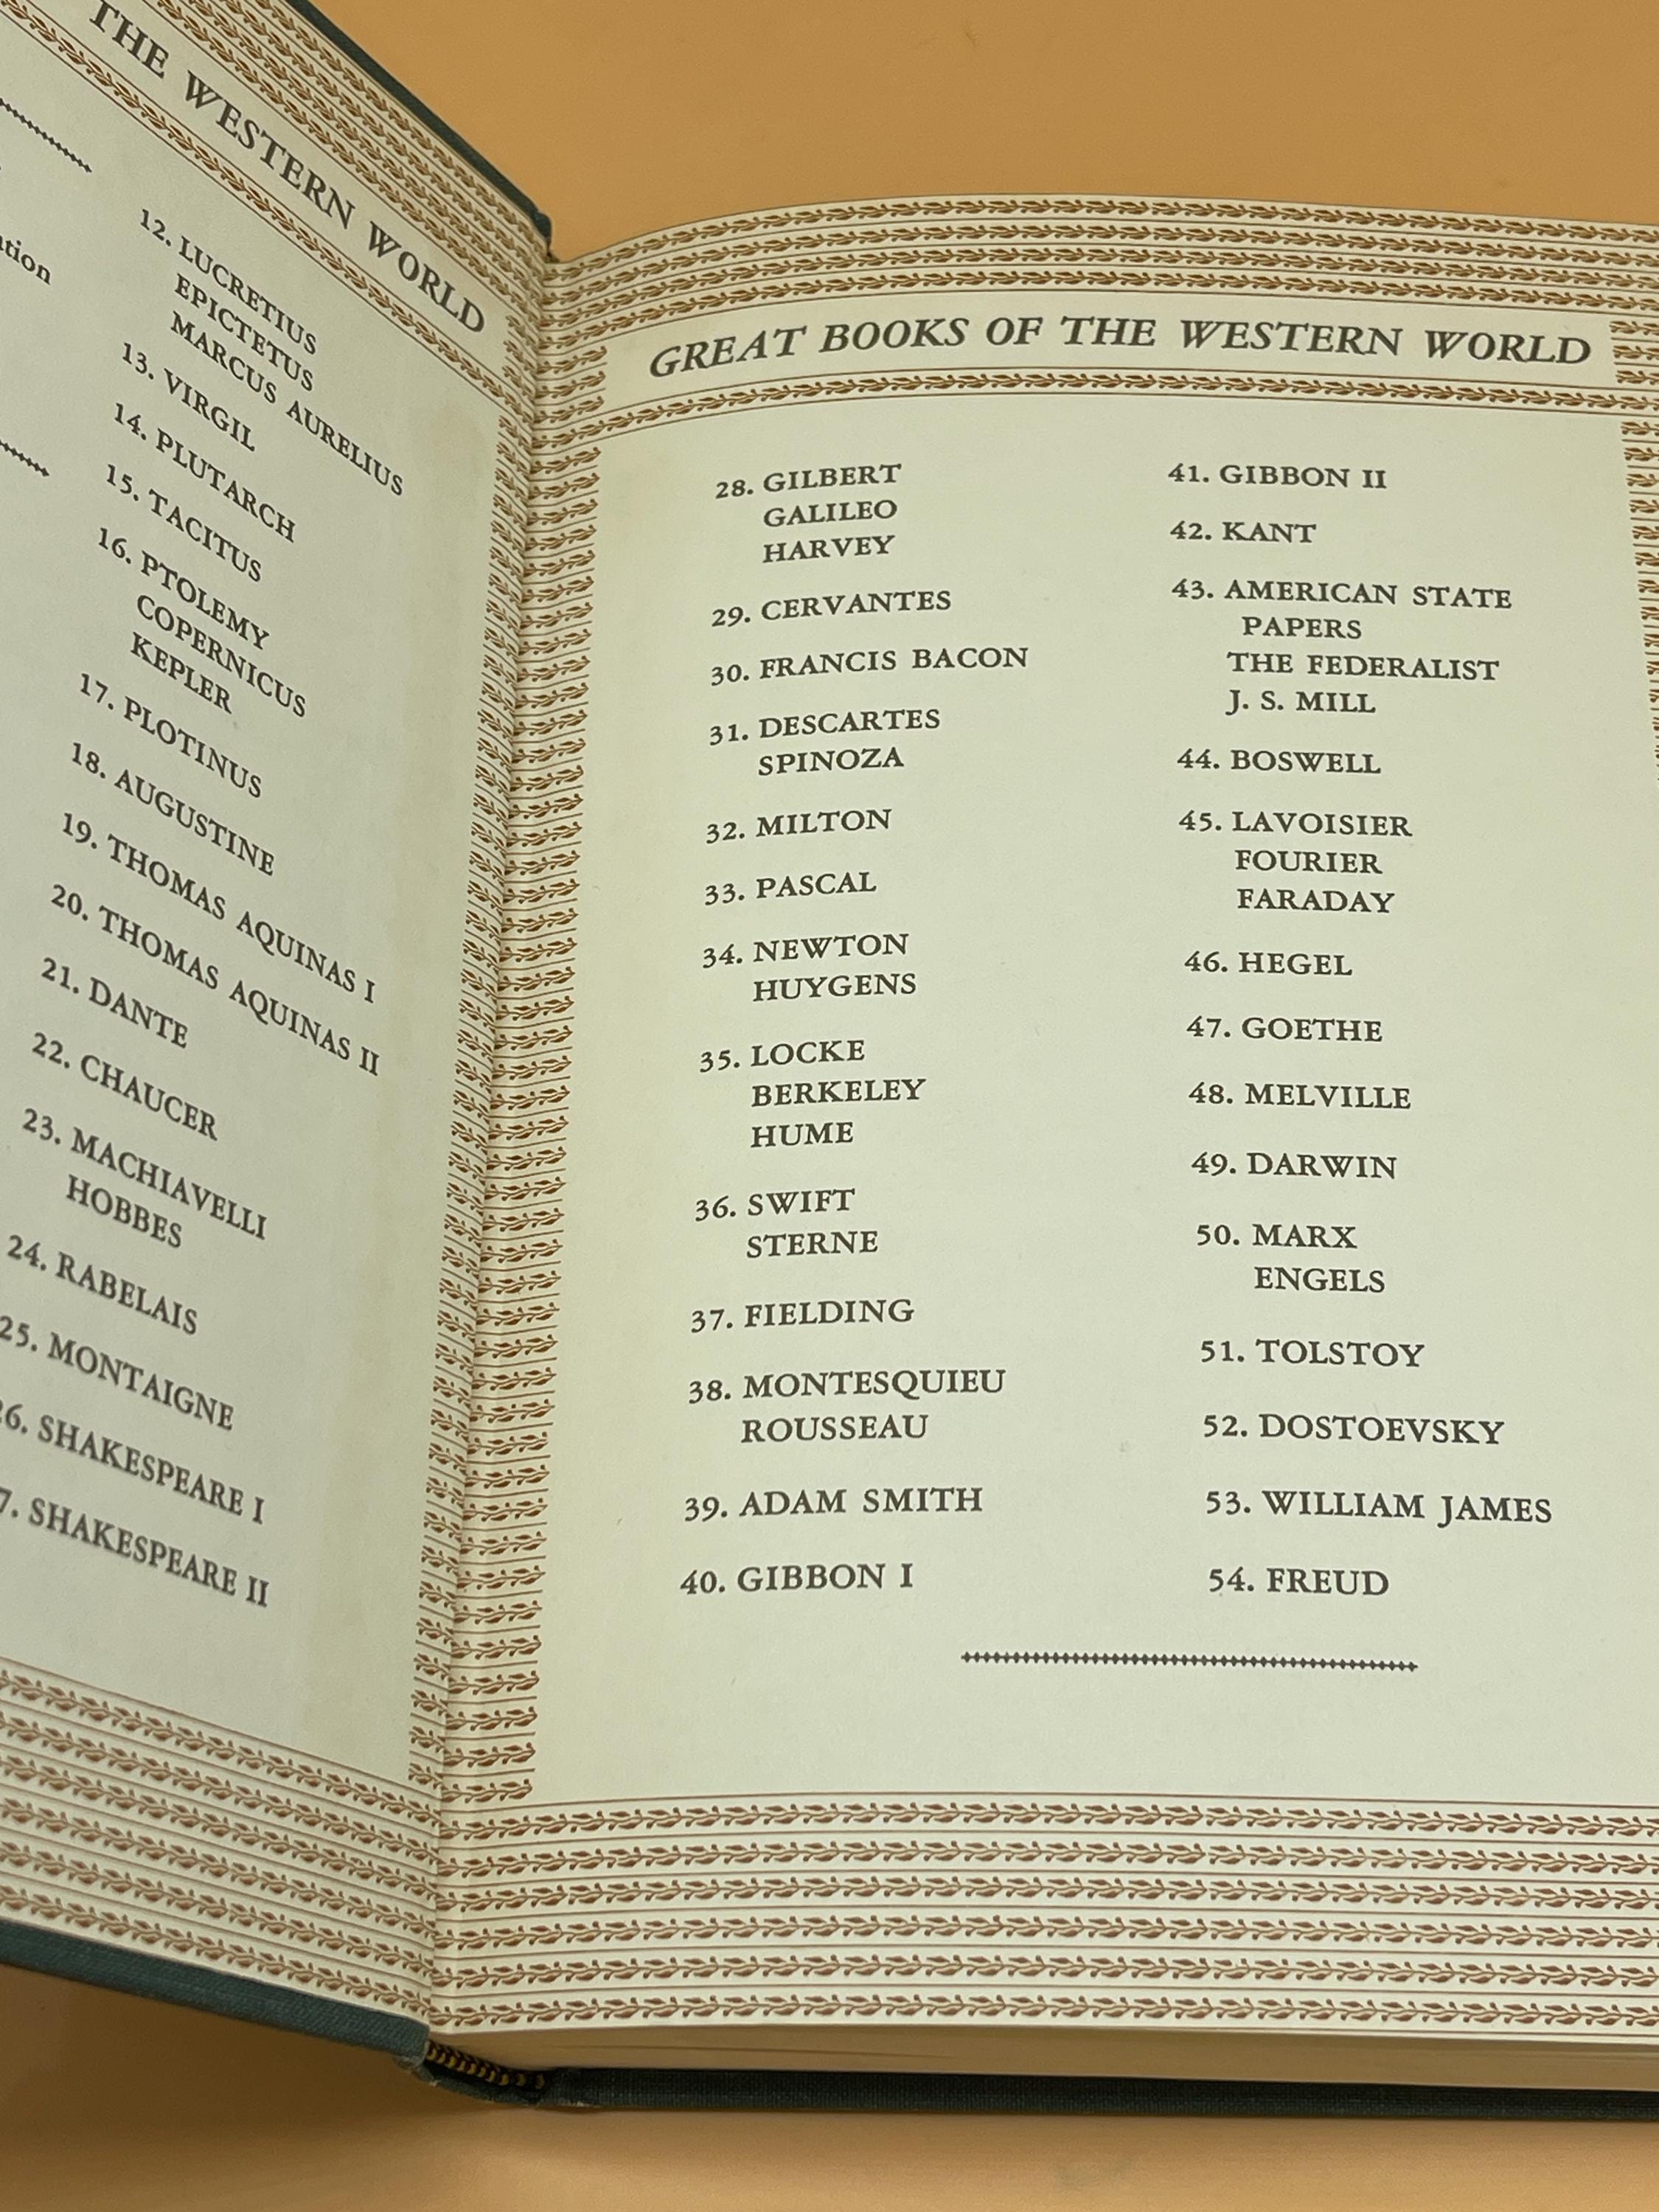 THE WESTERN WORLD
12. LUCRETIUS
EPICTETUS
MARCUS AURELIUS
13. VIRGIL
14. PLUTARCH
15. TACITUS
16. PTOLEMY
COPERNICUS
KEPLER
17. PLOTINUS
18. AUGUSTINE
19. THOMAS AQUINAS I
20. THOMAS AQUINAS II
21. DANTE
22. CHAUCER
23. MACHIAVELLI
HOBBES
24. RABELAIS
25. MONTAIGNE
SHAKESPEARE I
SHAKESPEARE II
GREAT BOOKS OF THE WESTERN WORLD
28. GILBERT
GALILEO
HARVEY
29. CERVANTES
30. FRANCIS BACON
31. DESCARTES
SPINOZA
32. MILTON
33. PASCAL
34. NEWTON
HUYGENS
35. LOCKE
BERKELEY
HUME
36. SWIFT
STERNE
37. FIELDING
38. MONTESQUIEU
ROUSSEAU
39. ADAM SMITH
40. GIBBON I
41. GIBBON II
42. KANT
43. AMERICAN STATE
PAPERS
THE FEDERALIST
J. S. MILL
44. BOSWELL
45. LAVOISIER
FOURIER
FARADAY
46. HEGEL
47. GOETHE
48. MELVILLE
49. DARWIN
50. MARX
ENGELS
51. TOLSTOY
52. DOSTOEVSKY
53. WILLIAM JAMES
54. FREUD